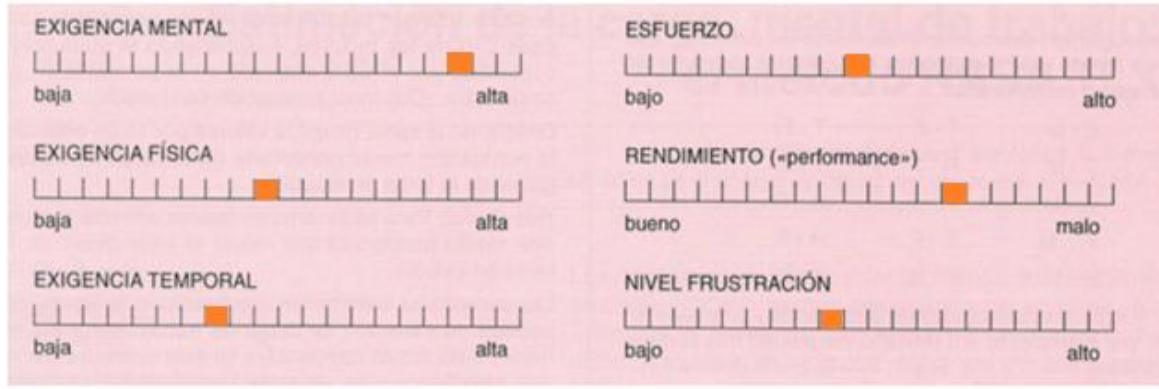 EXIGENCIA MENTAL
baja alta
EXIGENCIA FÍSICA
baja alta
EXIGENCIA TEMPORAL
baja alta
ESFUERZO
bajo alto
RENDIMIENTO («performance»)
bueno malo
NIVEL FRUSTRACIÓN
bajo alto